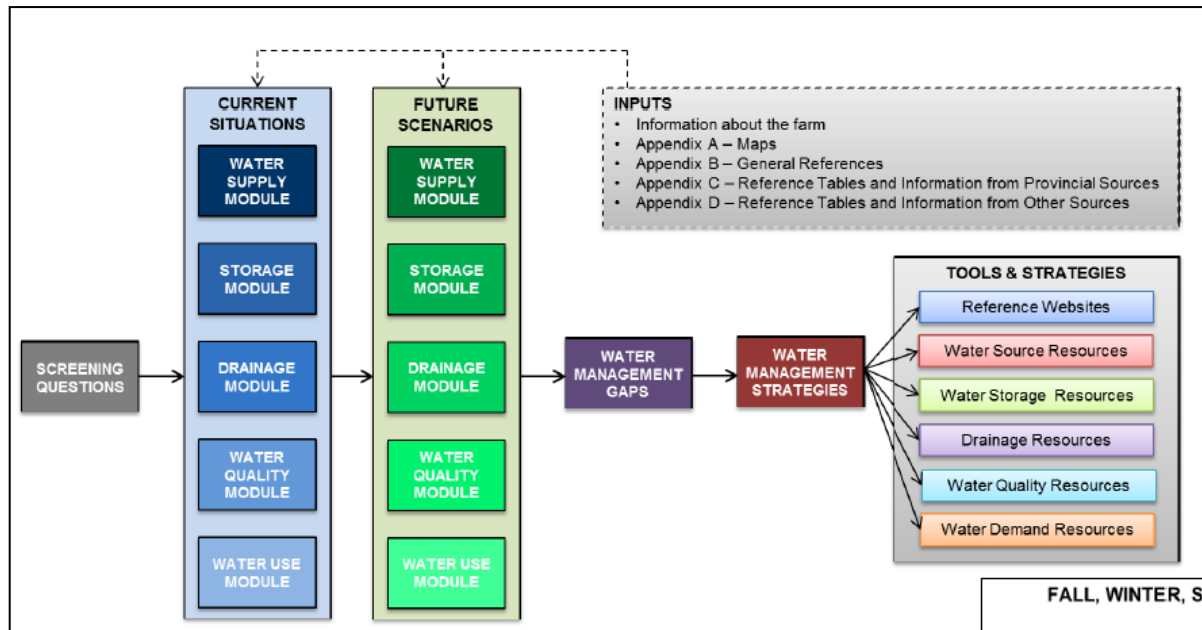 CURRENT
SITUATIONS
WATER
SUPPLY
MODULE
STORAGE
MODULE
DRAINAGE
MODULE
WATER
QUALITY
MODULE
WATER USE
MODULE
FUTURE
SCENARIOS
WATER
SUPPLY
MODULE
STORAGE
MODULE
DRAINAGE
MODULE
WATER
QUALITY
MODULE
WATER USE
MODULE
INPUTS
• Information about the farm
• Appendix A – Maps
• Appendix B – General References
• Appendix C – Reference Tables and Information from Provincial Sources
• Appendix D – Reference Tables and Information from Other Sources
SCREENING
QUESTIONS
WATER
MANAGEMENT
GAPS
WATER
MANAGEMENT
STRATEGIES
TOOLS & STRATEGIES
Reference Websites
Water Source Resources
Water Storage Resources
Drainage Resources
Water Quality Resources
Water Demand Resources
FALL, WINTER, S